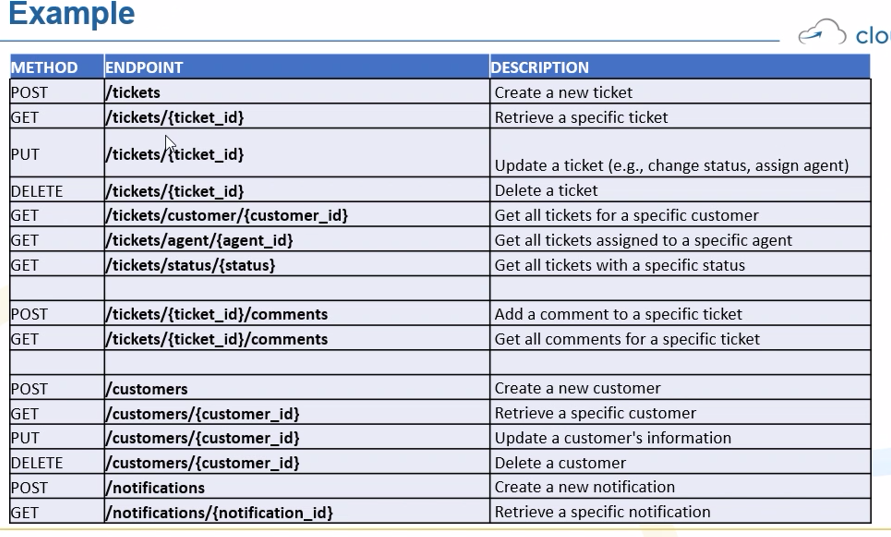 Example
clo
METHOD ENDPOINT DESCRIPTION
POST /tickets Create a new ticket
GET /tickets/{ticket_id} Retrieve a specific ticket
PUT /tickets/{ticket_id} Update a ticket (e.g., change status, assign agent)
DELETE /tickets/{ticket_id} Delete a ticket
GET /tickets/customer/{customer_id} Get all tickets for a specific customer
GET /tickets/agent/{agent_id} Get all tickets assigned to a specific agent
GET /tickets/status/{status} Get all tickets with a specific status
POST /tickets/{ticket_id}/comments Add a comment to a specific ticket
GET /tickets/{ticket_id}/comments Get all comments for a specific ticket
POST /customers Create a new customer
GET /customers/{customer_id} Retrieve a specific customer
PUT /customers/{customer_id} Update a customer's information
DELETE /customers/{customer_id} Delete a customer
POST /notifications Create a new notification
GET /notifications/{notification_id} Retrieve a specific notification